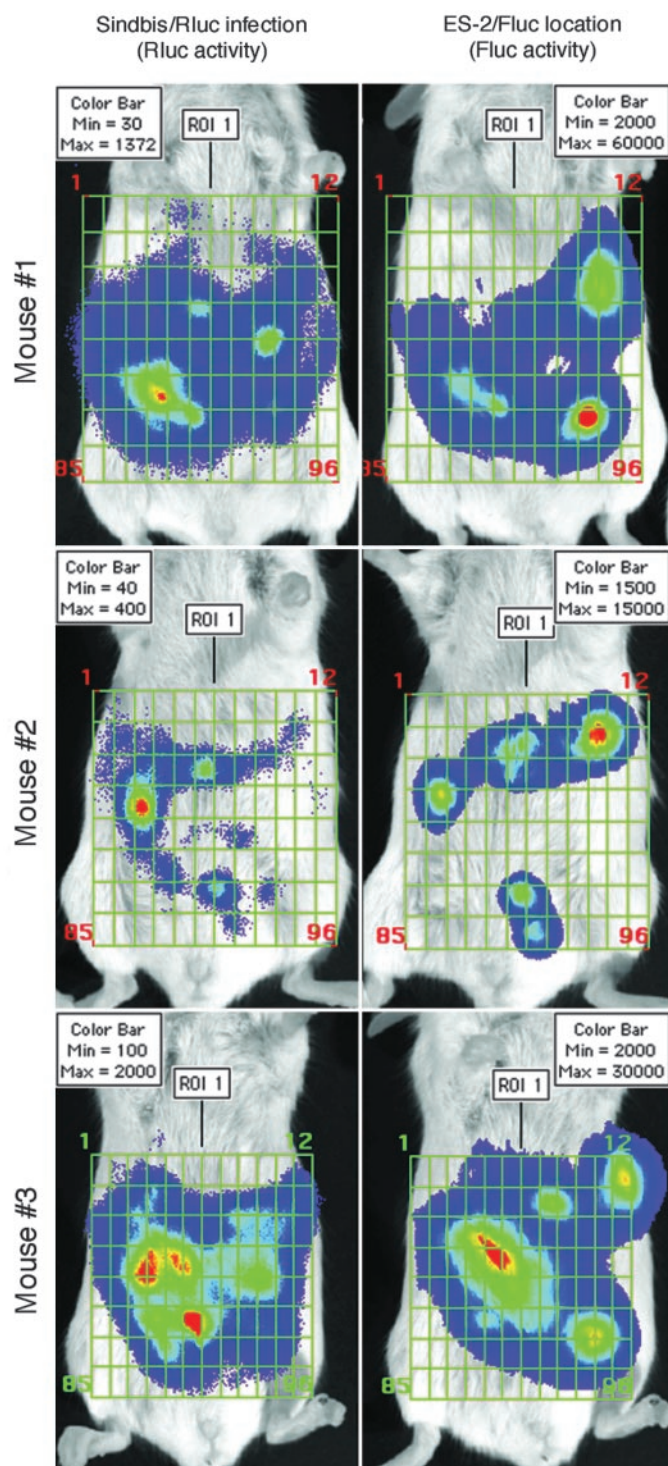 Sindbis/Rluc infection
(Rluc activity)
ES-2/Fluc location
(Fluc activity)
Mouse #1
Color Bar
Min = 30
Max = 1372
ROI 1
1
12
85
96
Color Bar
Min = 2000
Max = 60000
ROI 1
1
12
85
96
Mouse #2
Color Bar
Min = 40
Max = 400
ROI 1
1
12
85
96
Color Bar
Min = 1500
Max = 15000
ROI 1
1
12
85
96
Mouse #3
Color Bar
Min = 100
Max = 2000
ROI 1
1
12
85
96
Color Bar
Min = 2000
Max = 30000
ROI 1
1
12
85
96